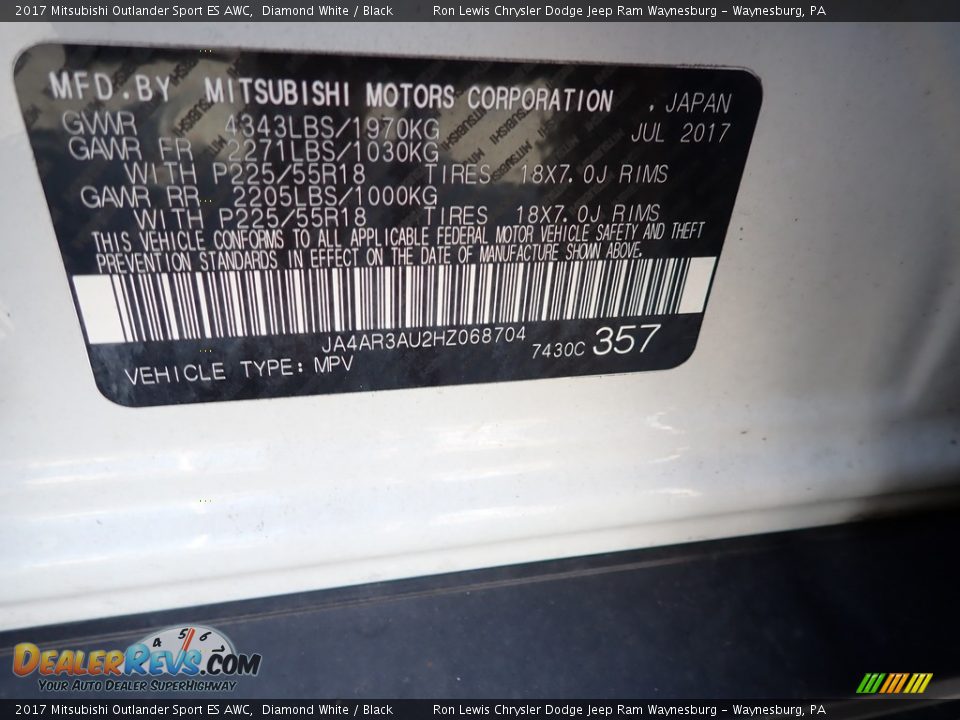 2017 Mitsubishi Outlander Sport ES AWC, Diamond White / Black Ron Lewis Chrysler Dodge Jeep Ram Waynesburg - Waynesburg, PA
MFD.BY MITSUBISHI MOTORS CORPORATION . JAPAN
GVWR 4343LBS/1970KG JUL 2017
GAWR FR 2271LBS/1030KG
WITH P225/55R18 TIRES 18X7.0J RIMS
GAWR RR 2205LBS/1000KG
WITH P225/55R18 TIRES 18X7.0J RIMS
THIS VEHICLE CONFORMS TO ALL APPLICABLE FEDERAL MOTOR VEHICLE SAFETY AND THEFT
PREVENTION STANDARDS IN EFFECT ON THE DATE OF MANUFACTURE SHOWN ABOVE.
JA4AR3AU2HZ068704
7430C 357
VEHICLE TYPE: MPV
4 5 6
DEALERREVS.COM
YOUR AUTO DEALER SUPERHIGHWAY
2017 Mitsubishi Outlander Sport ES AWC, Diamond White / Black Ron Lewis Chrysler Dodge Jeep Ram Waynesburg - Waynesburg, PA